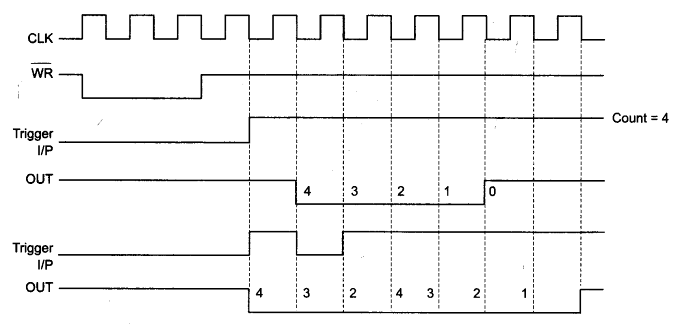 CLK
WR
Trigger
I/P
Count = 4
OUT
4 3 2 1 0
Trigger
I/P
OUT
4 3 2 4 3 2 1